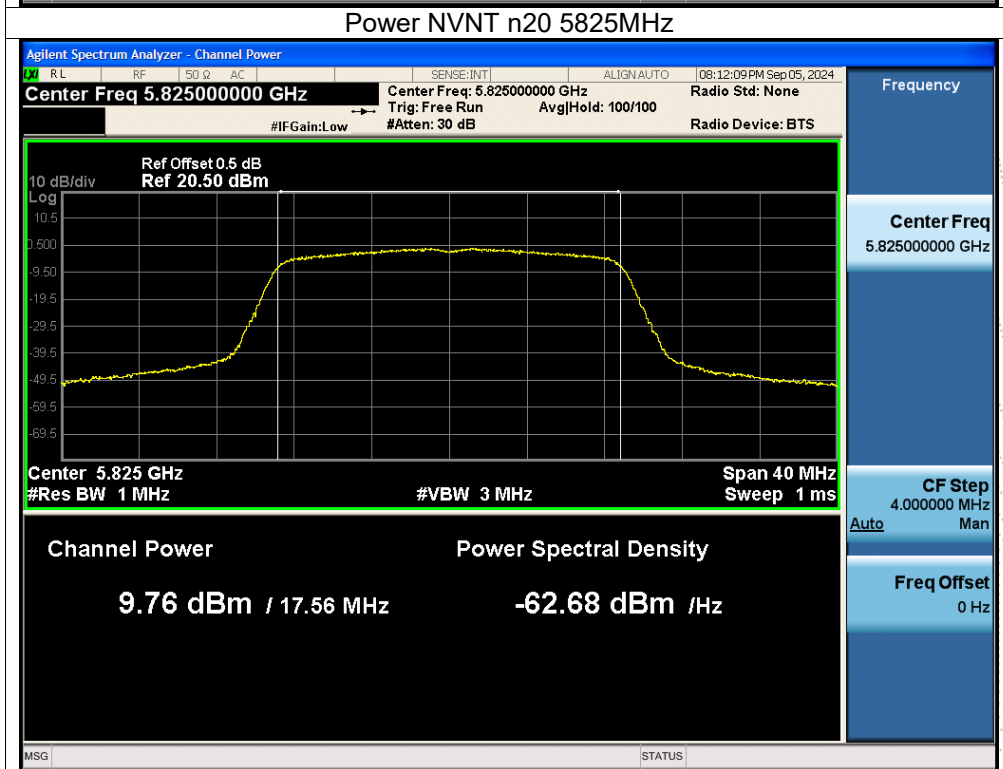 Power NVNT n20 5825MHz
Agilent Spectrum Analyzer - Channel Power
LXI RL RF 50 Ω AC SENSE:INT ALIGN AUTO 08:12:09 PM Sep 05, 2024
Center Freq 5.825000000 GHz
Center Freq: 5.825000000 GHz Radio Std: None
Trig: Free Run Avg|Hold: 100/100
#IFGain:Low #Atten: 30 dB Radio Device: BTS
Frequency
Ref Offset 0.5 dB
10 dB/div Ref 20.50 dBm
Log
10.5
0.500
-9.50
-19.5
-29.5
-39.5
-49.5
-59.5
-69.5
Center 5.825 GHz Span 40 MHz
#Res BW 1 MHz #VBW 3 MHz Sweep 1 ms
Channel Power Power Spectral Density
9.76 dBm / 17.56 MHz -62.68 dBm /Hz
Center Freq
5.825000000 GHz
CF Step
4.000000 MHz
Auto Man
Freq Offset
0 Hz
MSG STATUS